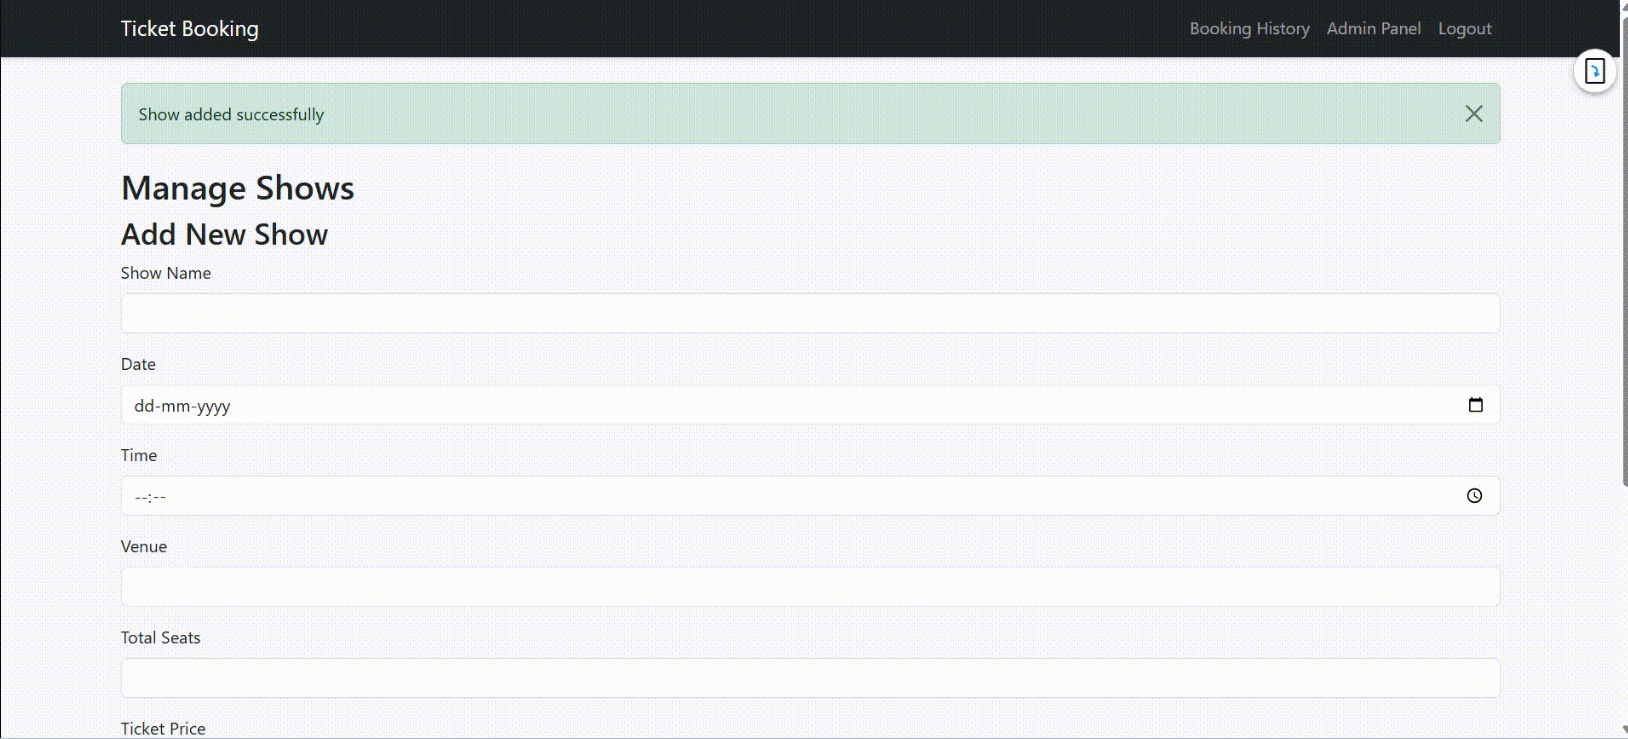 Ticket Booking
Booking History Admin Panel Logout
Show added successfully
Manage Shows
Add New Show
Show Name
Date
dd-mm-yyyy
Time
--:--
Venue
Total Seats
Ticket Price